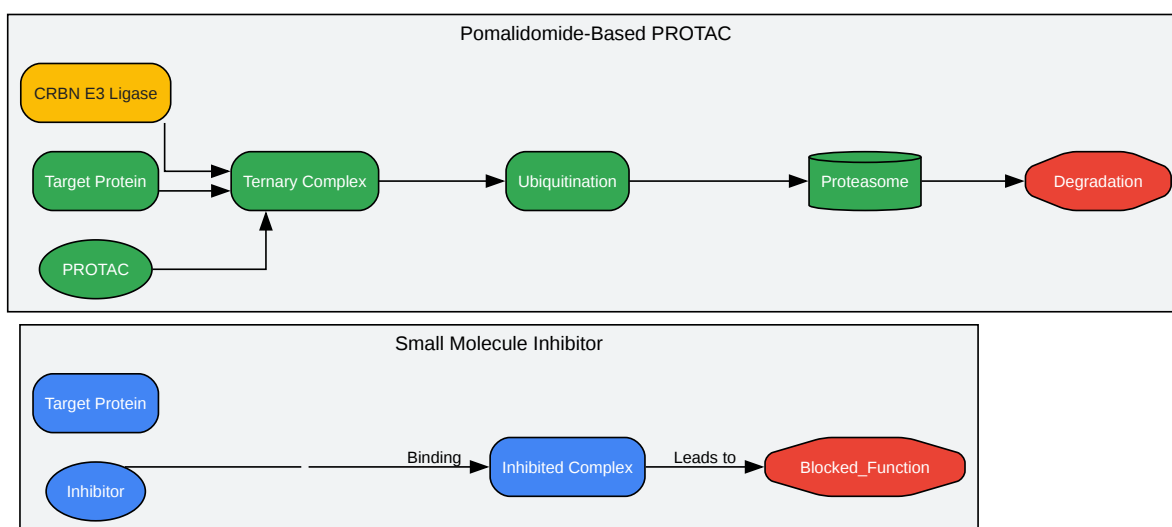 Pomalidomide-Based PROTAC
CRBN E3 Ligase
Target Protein
Ternary Complex
Ubiquitination
Proteasome
Degradation
PROTAC
Small Molecule Inhibitor
Target Protein
Inhibitor
Binding
Inhibited Complex
Leads to
Blocked_Function